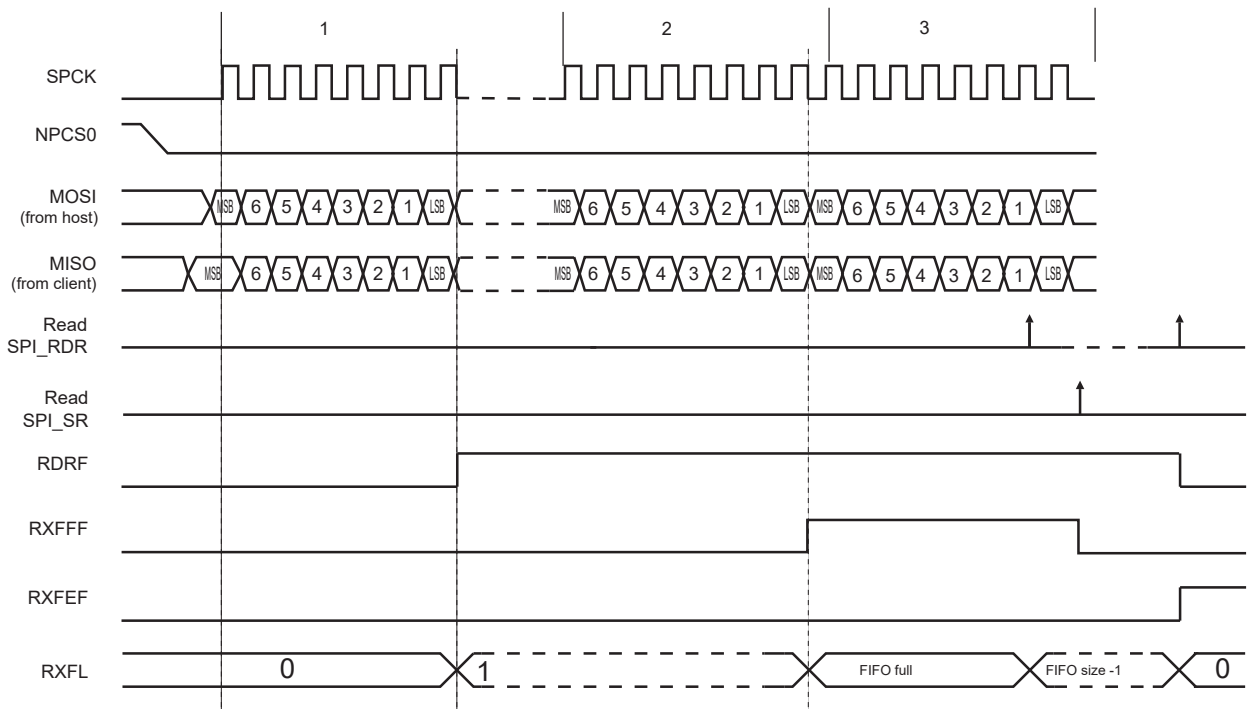 1 2 3
SPCK
NPCS0
MOSI
(from host)
MSB 6 5 4 3 2 1 LSB MSB 6 5 4 3 2 1 LSB MSB 6 5 4 3 2 1 LSB
MISO
(from client)
MSB 6 5 4 3 2 1 LSB MSB 6 5 4 3 2 1 LSB MSB 6 5 4 3 2 1 LSB
Read
SPI_RDR
Read
SPI_SR
RDRF
RXFFF
RXFEF
RXFL 0 1 FIFO full FIFO size -1 0